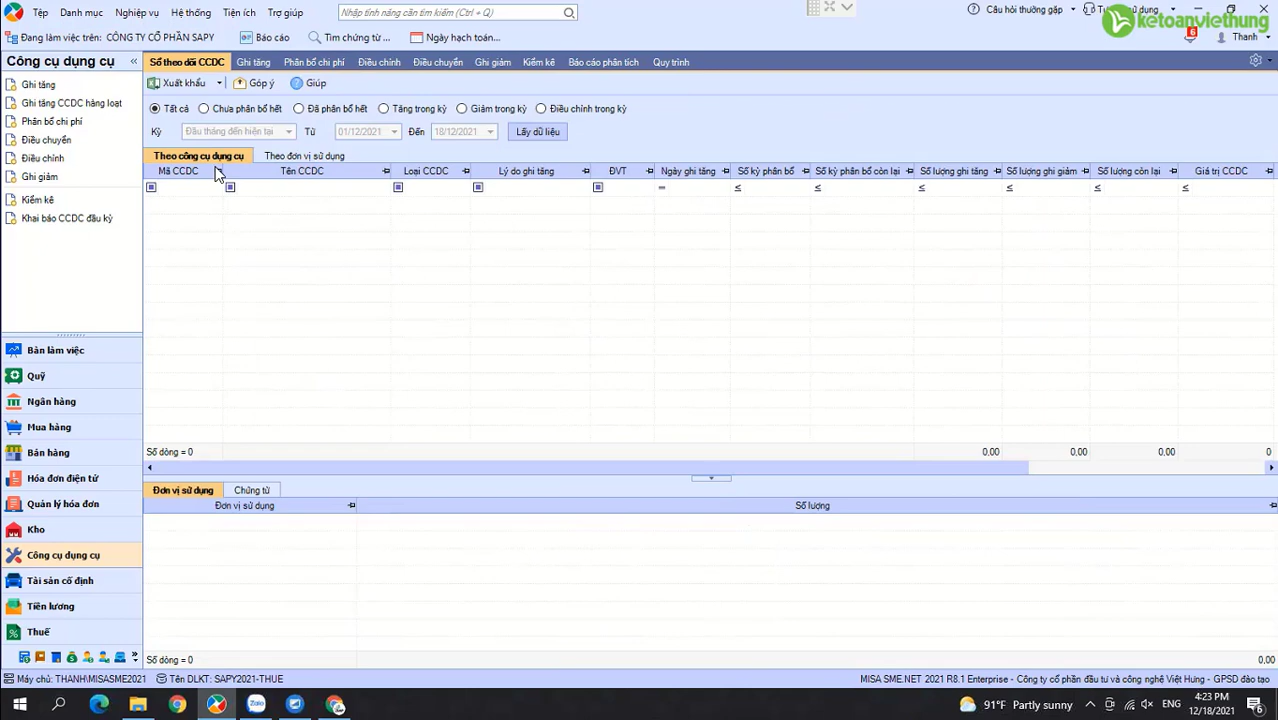 Tệp Danh mục Nghiệp vụ Hệ thống Tiện ích Trợ giúp Nhập tính năng cần tìm kiếm (Ctrl + Q) Câu hỏi thường gặp
ketoanviethung
Đang làm việc trên: CÔNG TY CỔ PHẦN SAPY Báo cáo Tìm chứng từ ... Ngày hạch toán... 6 Thanh
Công cụ dụng cụ «
Sổ theo dõi CCDC Ghi tăng Phân bổ chi phí Điều chỉnh Điều chuyển Ghi giảm Kiểm kê Báo cáo phân tích Quy trình
Ghi tăng
Ghi tăng CCDC hàng loạt
Phân bổ chi phí
Điều chuyển
Điều chỉnh
Ghi giảm
Kiểm kê
Khai báo CCDC đầu kỳ
Xuất khẩu Góp ý Giúp
Tất cả Chưa phân bổ hết Đã phân bổ hết Tăng trong kỳ Giảm trong kỳ Điều chỉnh trong kỳ
Kỳ Đầu tháng đến hiện tại Từ 01/12/2021 Đến 18/12/2021 Lấy dữ liệu
Theo công cụ dụng cụ Theo đơn vị sử dụng
Mã CCDC Tên CCDC Loại CCDC Lý do ghi tăng ĐVT Ngày ghi tăng Số kỳ phân bổ Số kỳ phân bổ còn lại Số lượng ghi tăng Số lượng ghi giảm Số lượng còn lại Giá trị CCDC
= ≤ ≤ ≤ ≤ ≤ ≤
Số dòng = 0 0.00 0.00 0.00 0
Đơn vị sử dụng Chứng từ
Đơn vị sử dụng Số lượng
Số dòng = 0 0.00
Bàn làm việc
Quỹ
Ngân hàng
Mua hàng
Bán hàng
Hóa đơn điện tử
Quản lý hóa đơn
Kho
Công cụ dụng cụ
Tài sản cố định
Tiền lương
Thuế
Máy chủ: THANH\MISASME2021 Tên DLKT: SAPY2021-THUE MISA SME.NET 2021 R8.1 Enterprise - Công ty cổ phần đầu tư và công nghệ Việt Hưng - GPSD đào tạo
91°F Partly sunny ENG 4:23 PM
12/18/2021 6